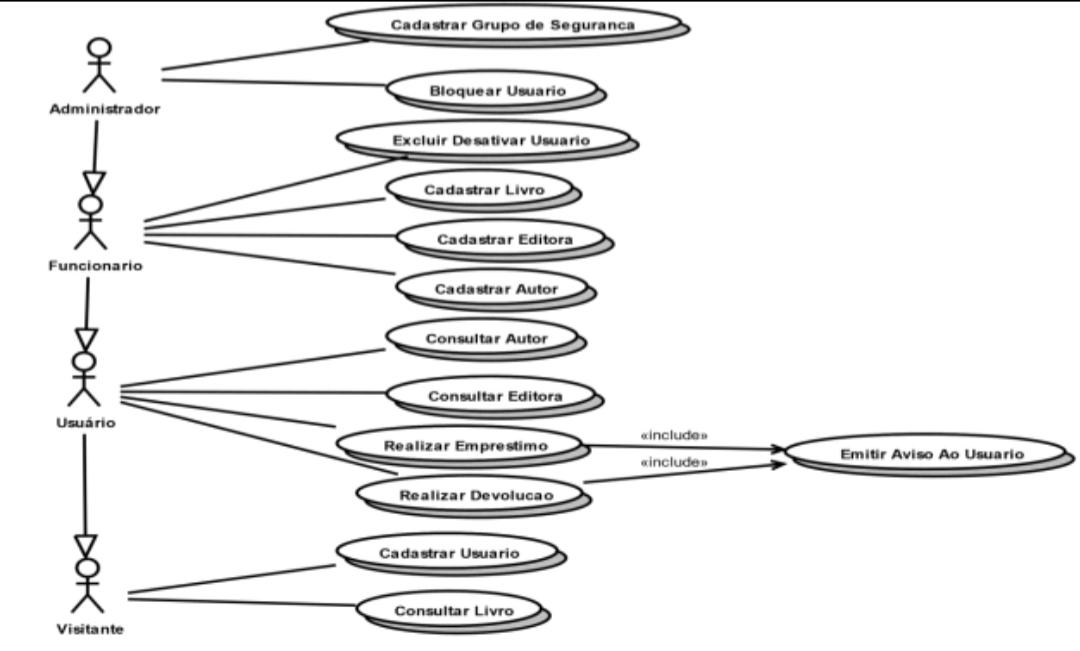 Cadastrar Grupo de Seguranca
Administrador
Bloquear Usuario
Excluir Desativar Usuario
Cadastrar Livro
Cadastrar Editora
Funcionario
Cadastrar Autor
Consultar Autor
Consultar Editora
Usuário
Realizar Emprestimo
«include»
Emitir Aviso Ao Usuario
«include»
Realizar Devolucao
Cadastrar Usuario
Consultar Livro
Visitante